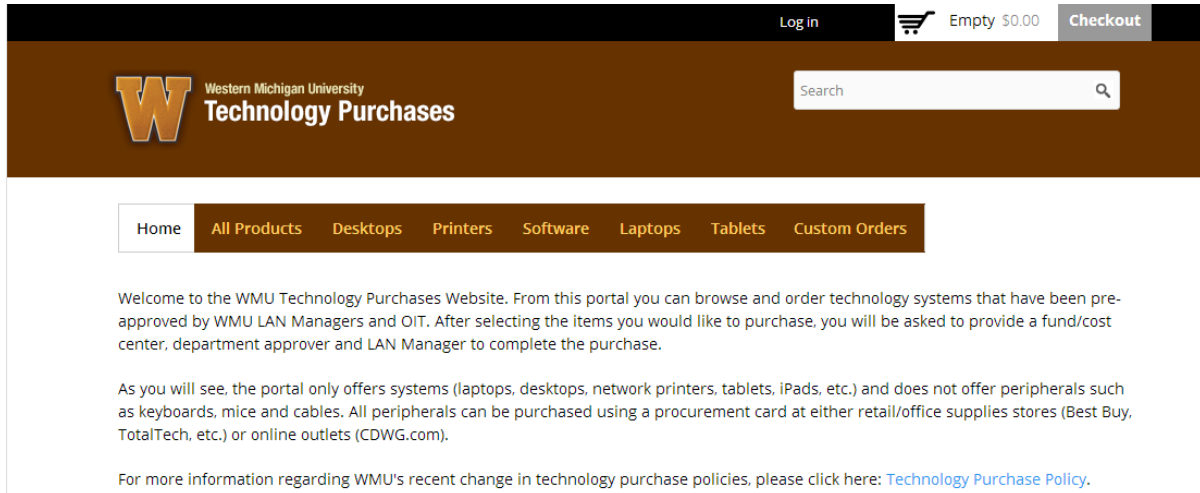 Log in Empty $0.00 Checkout
Western Michigan University
Technology Purchases
Search
Home All Products Desktops Printers Software Laptops Tablets Custom Orders
Welcome to the WMU Technology Purchases Website. From this portal you can browse and order technology systems that have been pre-
approved by WMU LAN Managers and OIT. After selecting the items you would like to purchase, you will be asked to provide a fund/cost
center, department approver and LAN Manager to complete the purchase.
As you will see, the portal only offers systems (laptops, desktops, network printers, tablets, iPads, etc.) and does not offer peripherals such
as keyboards, mice and cables. All peripherals can be purchased using a procurement card at either retail/office supplies stores (Best Buy,
TotalTech, etc.) or online outlets (CDWG.com).
For more information regarding WMU's recent change in technology purchase policies, please click here: Technology Purchase Policy.